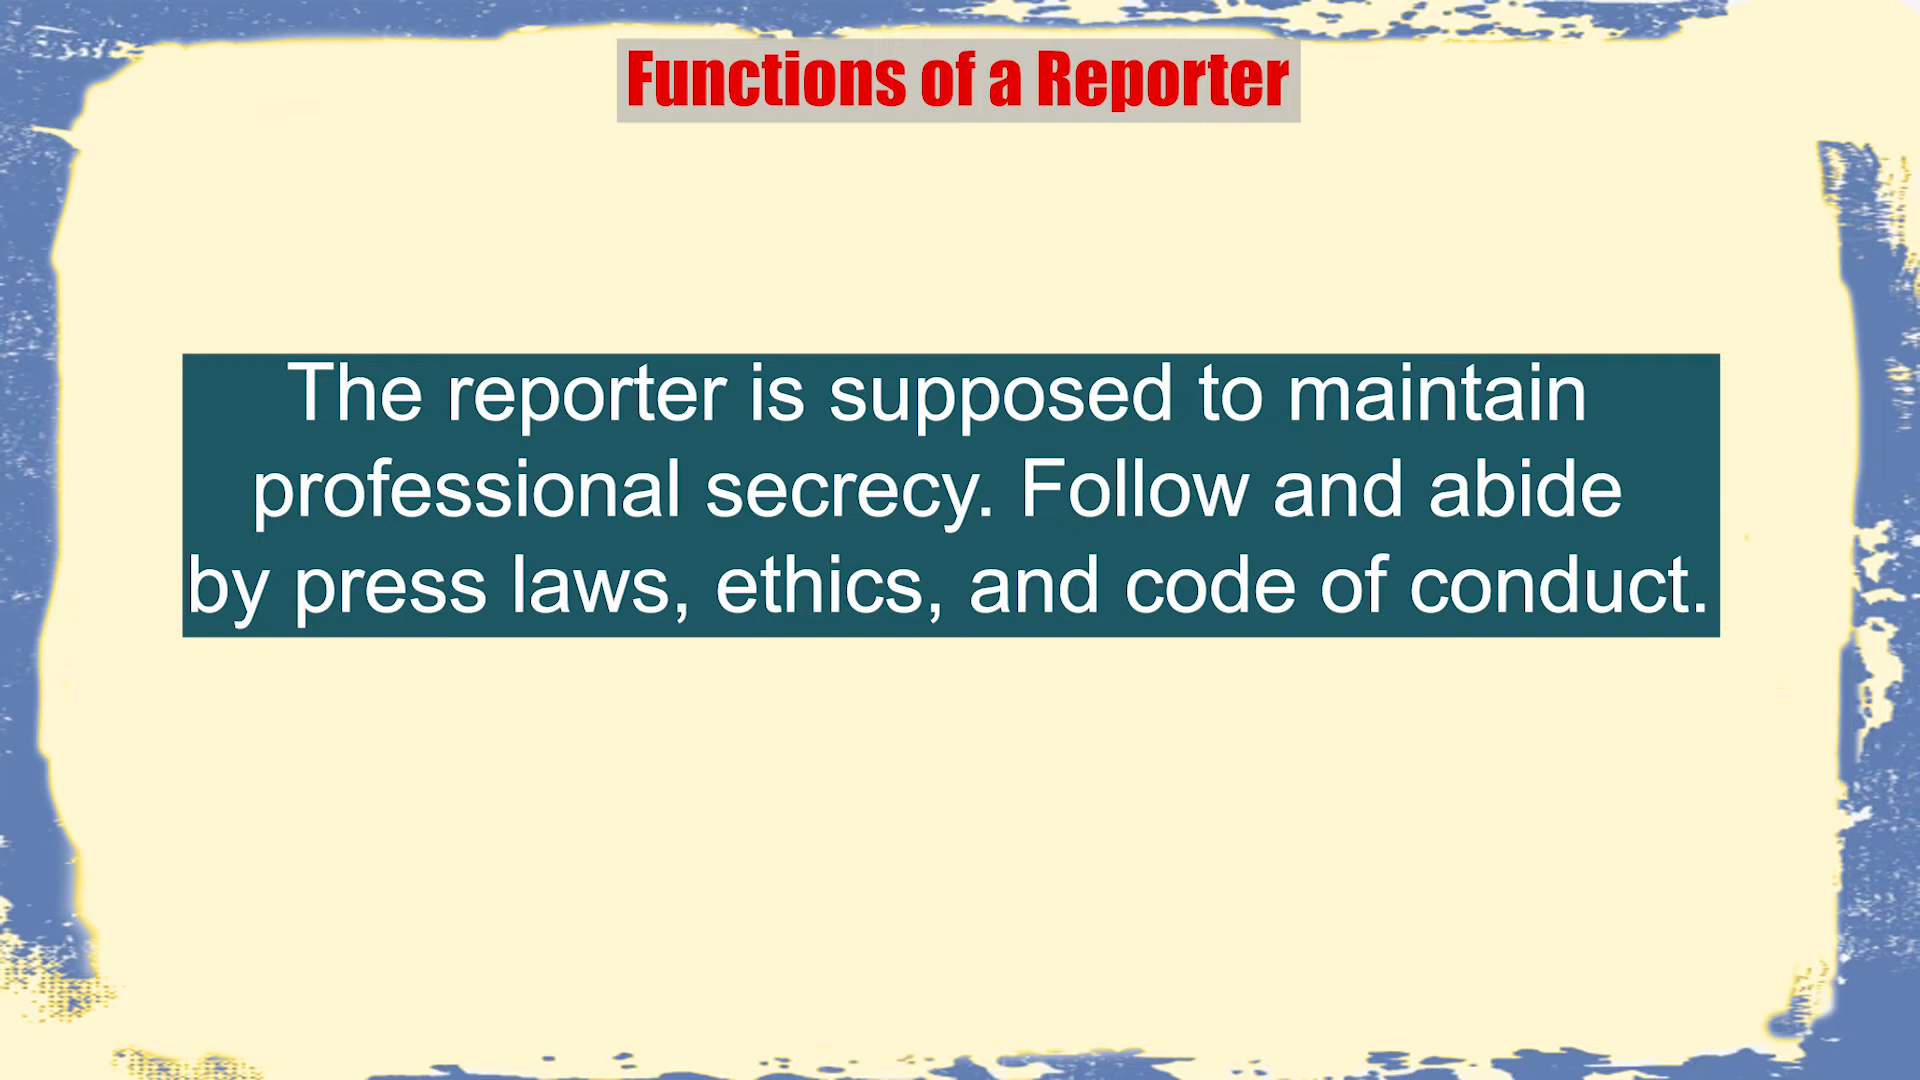 Functions of a Reporter
The reporter is supposed to maintain
professional secrecy. Follow and abide
by press laws, ethics, and code of conduct.